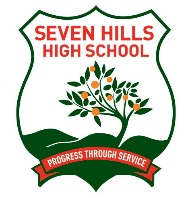 SEVEN HILLS
HIGH SCHOOL
PROGRESS THROUGH SERVICE